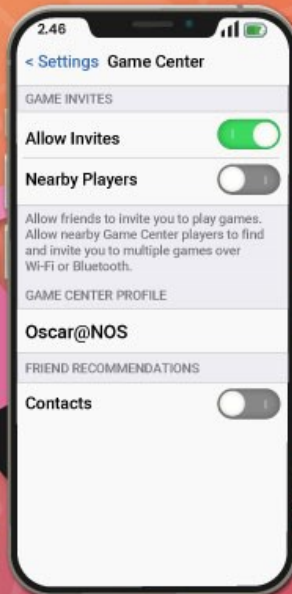 2.46
< Settings Game Center
GAME INVITES
Allow Invites
Nearby Players
Allow friends to invite you to play games.
Allow nearby Game Center players to find
and invite you to multiple games over
Wi-Fi or Bluetooth.
GAME CENTER PROFILE
Oscar@NOS
FRIEND RECOMMENDATIONS
Contacts